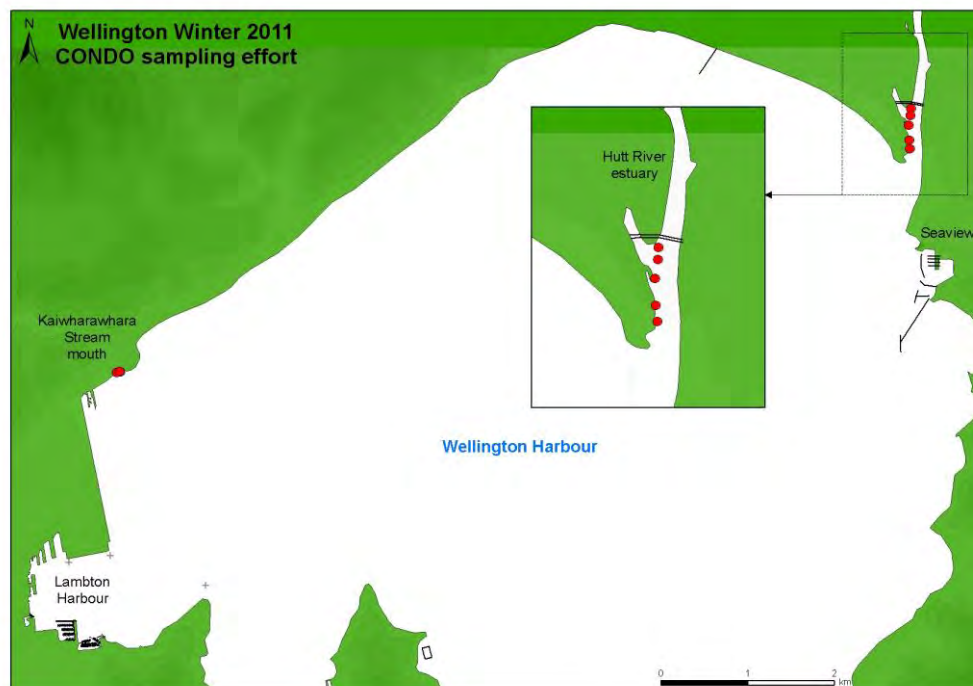 N
Wellington Winter 2011
CONDO sampling effort
Hutt River
estuary
Seaview
Kaiwharawhara
Stream
mouth
Wellington Harbour
Lambton
Harbour
0 1 2
km